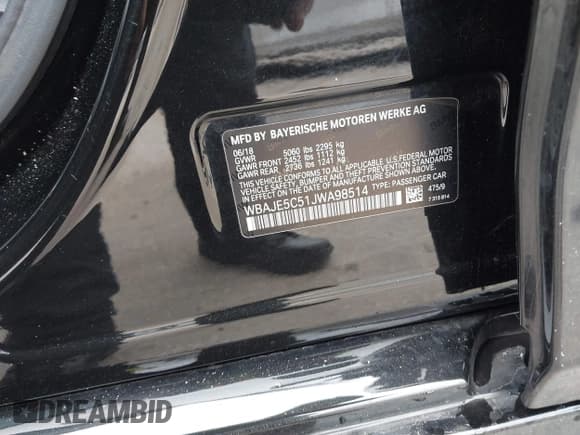 MFD BY BAYERISCHE MOTOREN WERKE AG
06/18
GVWR 5060 lbs 2295 kg
GAWR FRONT 2452 lbs 1112 kg
GAWR REAR 2736 lbs 1241 kg
THIS VEHICLE CONFORMS TO ALL APPLICABLE U.S. FEDERAL MOTOR
VEHICLE SAFETY, BUMPER, AND THEFT PREVENTION STANDARDS
IN EFFECT ON THE DATE OF MANUFACTURE SHOWN ABOVE.
WBAJE5C51JWA98514 TYPE: PASSENGER CAR
475/9
DREAMBID